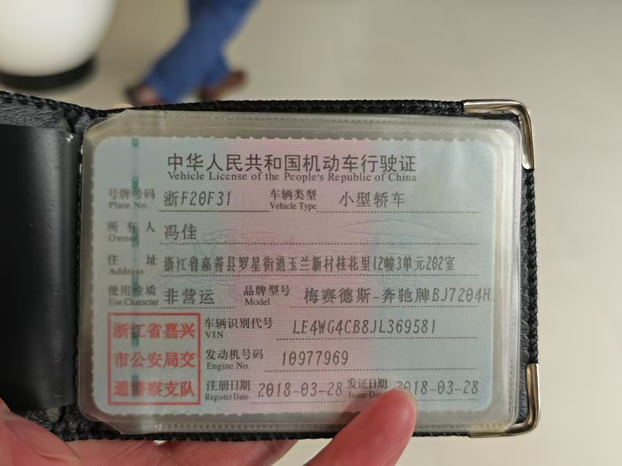 中华人民共和国机动车行驶证
Vehicle License of the People's Republic of China
号牌号码 浙F20F31 车辆类型 小型轿车
Plate No. Vehicle Type
所有人 冯佳
Owner
住址 浙江省嘉善县罗星街道玉兰新村桂花里12幢3单元202室
Address
使用性质 非营运 品牌型号 梅赛德斯-奔驰牌BJ7204H
Use Character Model
浙江省嘉兴
市公安局交
通警察支队
车辆识别代号 LE4WG4CB8JL369581
VIN
发动机号码 10977969
Engine No.
注册日期 2018-03-28 发证日期 2018-03-28
Register Date Issue Da